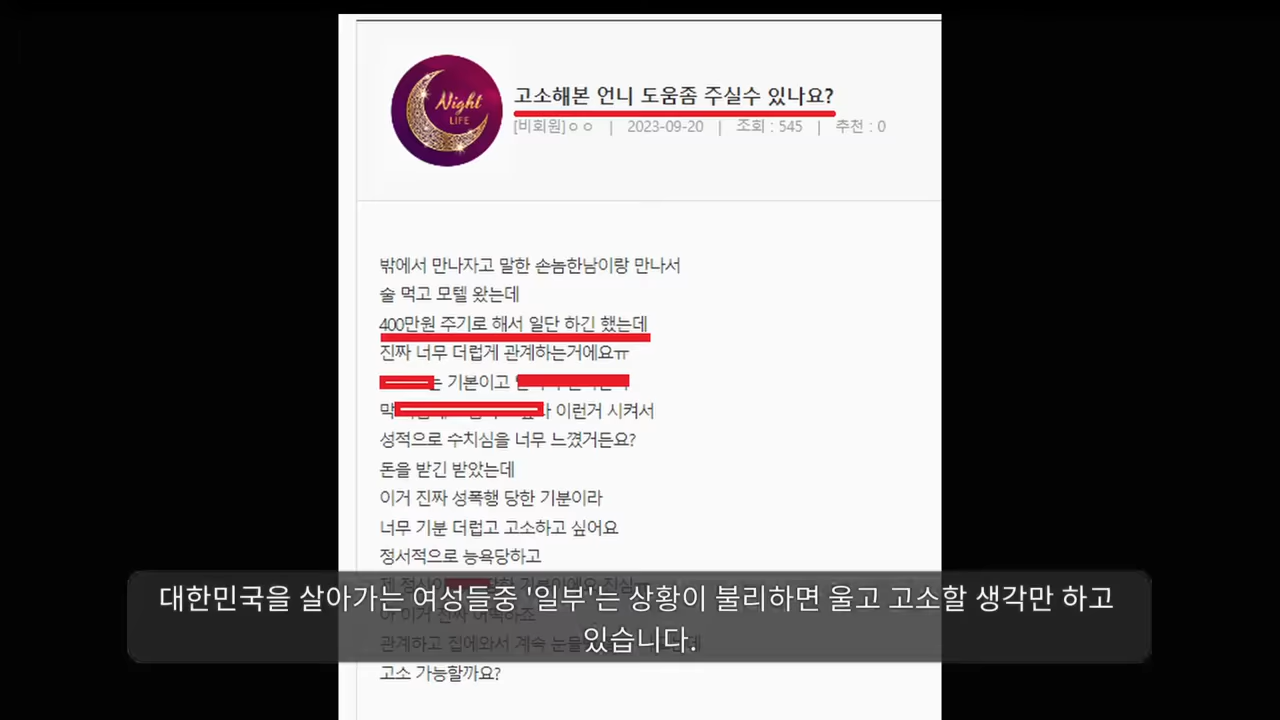 Night
LIFE
고소해본 언니 도움좀 주실수 있나요?
[비회원]ㅇㅇ | 2023-09-20 | 조회 : 545 | 추천 : 0
밖에서 만나자고 말한 손놈한남이랑 만나서
술 먹고 모텔 왔는데
400만원 주기로 해서 일단 하긴 했는데
진짜 너무 더럽게 관계하는거에요ㅠ
는 기본이고
막 이런거 시켜서
성적으로 수치심을 너무 느꼈거든요?
돈을 받긴 받았는데
이거 진짜 성폭행 당한 기분이라
너무 기분 더럽고 고소하고 싶어요
정서적으로 능욕당하고
대한민국을 살아가는 여성들중 '일부'는 상황이 불리하면 울고 고소할 생각만 하고
있습니다.
아 이거 진짜 어떡하죠
관계하고 집에와서 계속
고소 가능할까요?